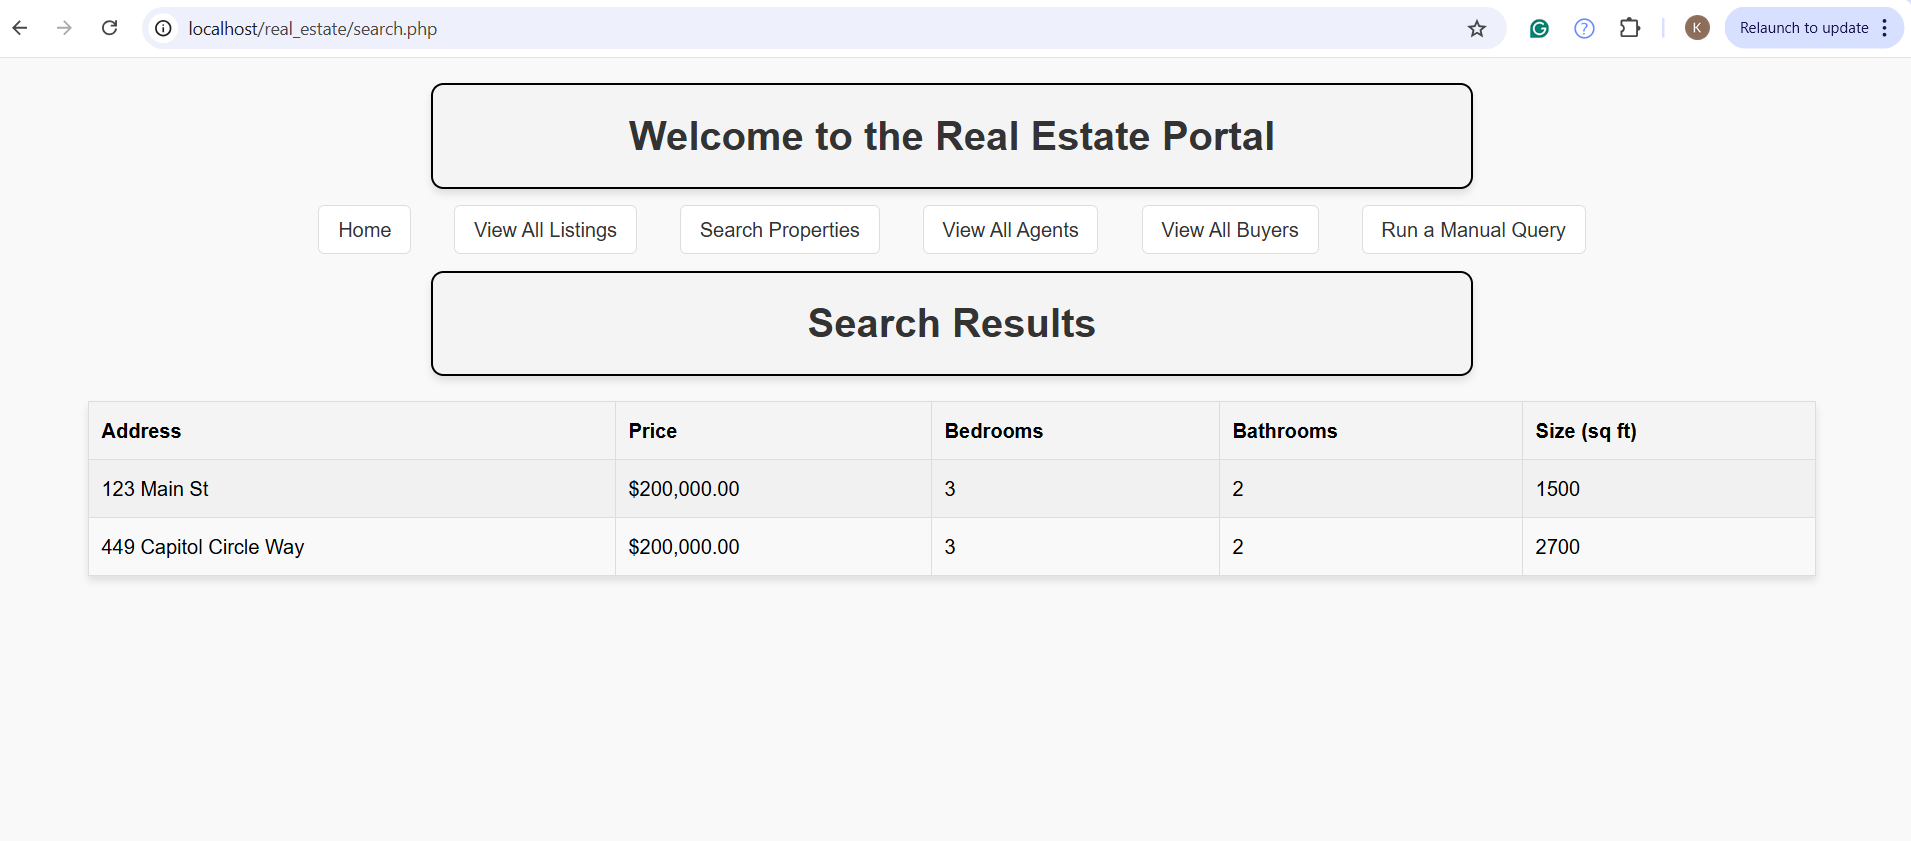 localhost/real_estate/search.php
K
Relaunch to update
Welcome to the Real Estate Portal
Home View All Listings Search Properties View All Agents View All Buyers Run a Manual Query
Search Results
Address Price Bedrooms Bathrooms Size (sq ft)
123 Main St $200,000.00 3 2 1500
449 Capitol Circle Way $200,000.00 3 2 2700